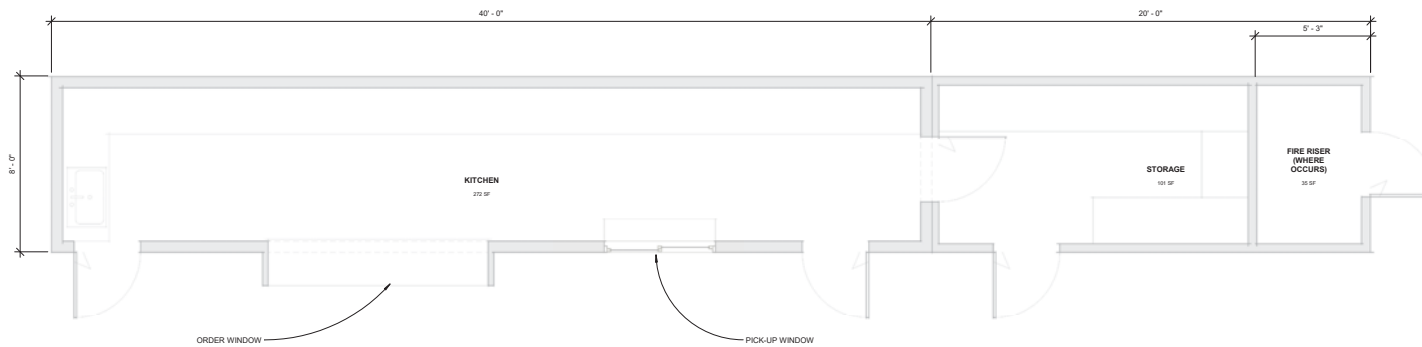 40' - 0"
20' - 0"
5' - 3"
8' - 0"
KITCHEN
272 SF
STORAGE
101 SF
FIRE RISER
(WHERE
OCCURS)
35 SF
ORDER WINDOW
PICK-UP WINDOW